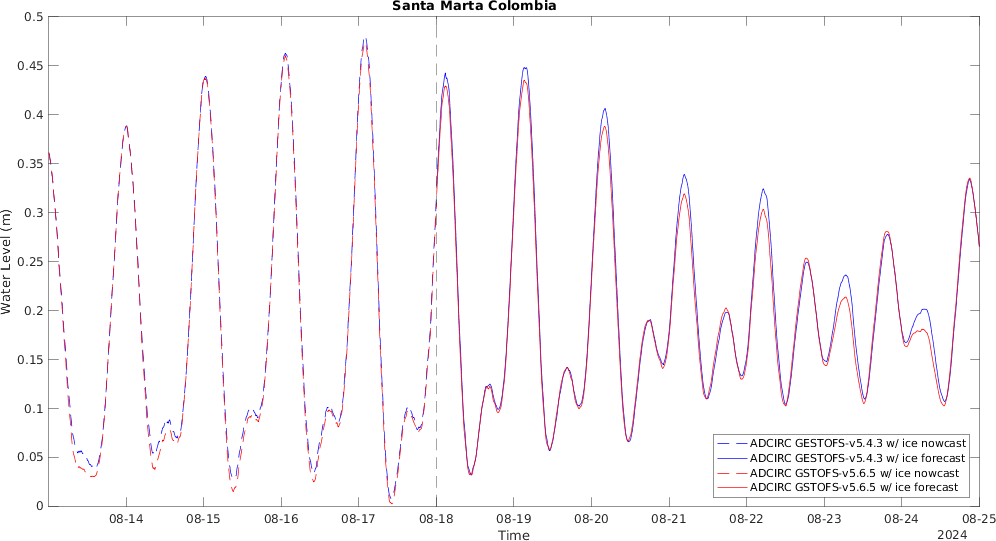 Santa Marta Colombia
0.5
0.45
0.4
0.35
0.3
0.25
0.2
0.15
0.1
0.05
0
Water Level (m)
ADCIRC GESTOFS-v5.4.3 w/ ice nowcast
ADCIRC GESTOFS-v5.4.3 w/ ice forecast
ADCIRC GSTOFS-v5.6.5 w/ ice nowcast
ADCIRC GSTOFS-v5.6.5 w/ ice forecast
08-14 08-15 08-16 08-17 08-18 08-19 08-20 08-21 08-22 08-23 08-24 08-25
Time
2024